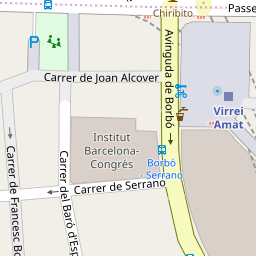 Chiribito
Passe
P
Avinguda de Borbó
Carrer de Joan Alcover
Virrei
Amat
Institut
Barcelona-
Congrés
Borbó
- Serrano
Carrer de Serrano
Carrer de Francesc Bo
Carrer del Baró d'Esp